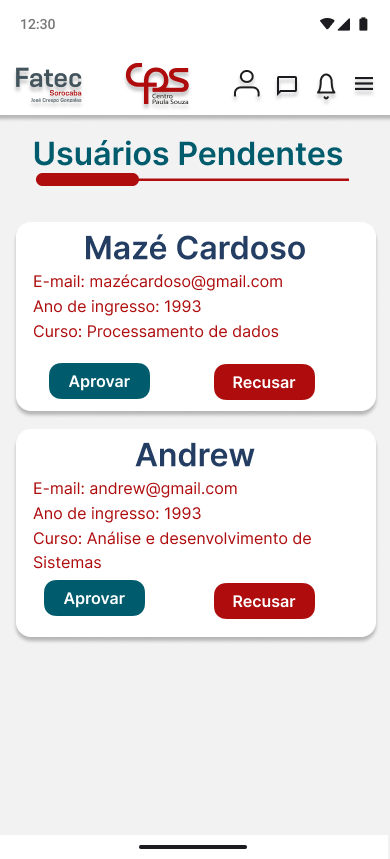 12:30
Fatec
Sorocaba
José Crespo Gonzales
CPS
Centro
Paula Souza
Usuários Pendentes
Mazé Cardoso
E-mail: mazécardoso@gmail.com
Ano de ingresso: 1993
Curso: Processamento de dados
Aprovar
Recusar
Andrew
E-mail: andrew@gmail.com
Ano de ingresso: 1993
Curso: Análise e desenvolvimento de
Sistemas
Aprovar
Recusar